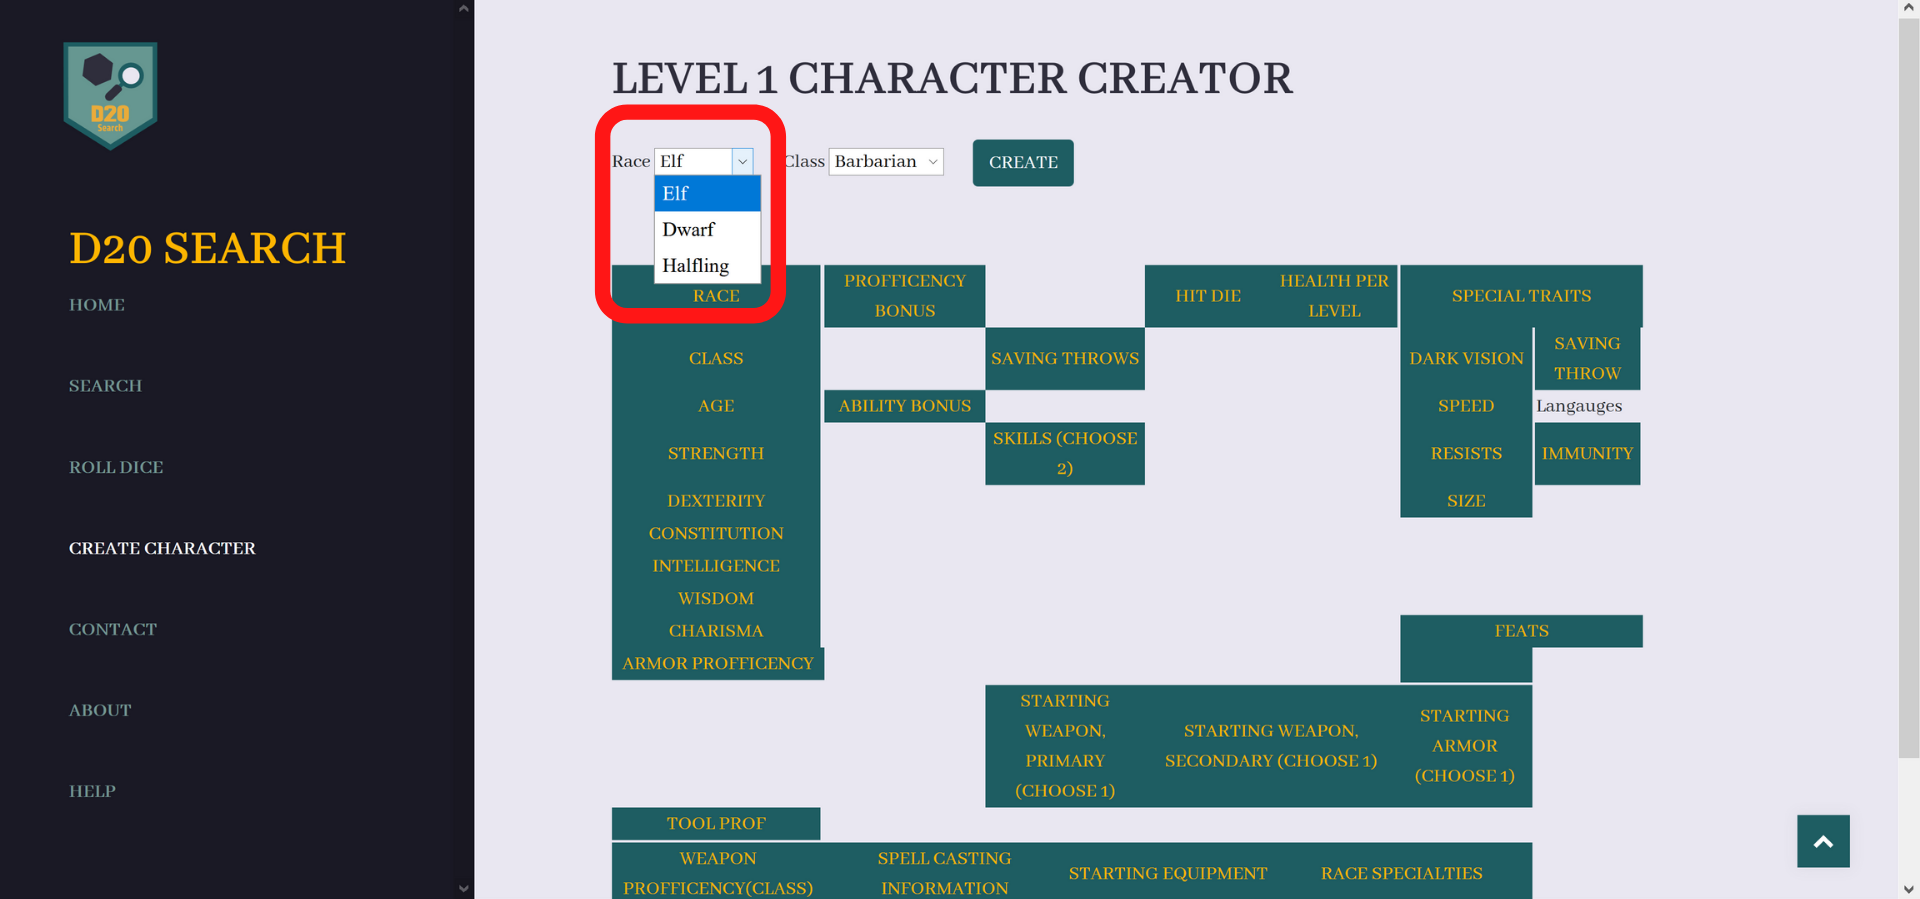 D20
Search
D20 SEARCH
HOME
SEARCH
ROLL DICE
CREATE CHARACTER
CONTACT
ABOUT
HELP
LEVEL 1 CHARACTER CREATOR
Race Elf Class Barbarian CREATE
Elf
Dwarf
Halfling
RACE
PROFFICENCY
BONUS
HIT DIE
HEALTH PER
LEVEL
SPECIAL TRAITS
CLASS
SAVING THROWS
DARK VISION
SAVING
THROW
AGE
ABILITY BONUS
SPEED
Langauges
STRENGTH
SKILLS (CHOOSE
2)
RESISTS
IMMUNITY
DEXTERITY
SIZE
CONSTITUTION
INTELLIGENCE
WISDOM
CHARISMA
FEATS
ARMOR PROFFICENCY
STARTING
WEAPON,
PRIMARY
(CHOOSE 1)
STARTING WEAPON,
SECONDARY (CHOOSE 1)
STARTING
ARMOR
(CHOOSE 1)
TOOL PROF
WEAPON
PROFFICENCY(CLASS)
SPELL CASTING
INFORMATION
STARTING EQUIPMENT
RACE SPECIALTIES